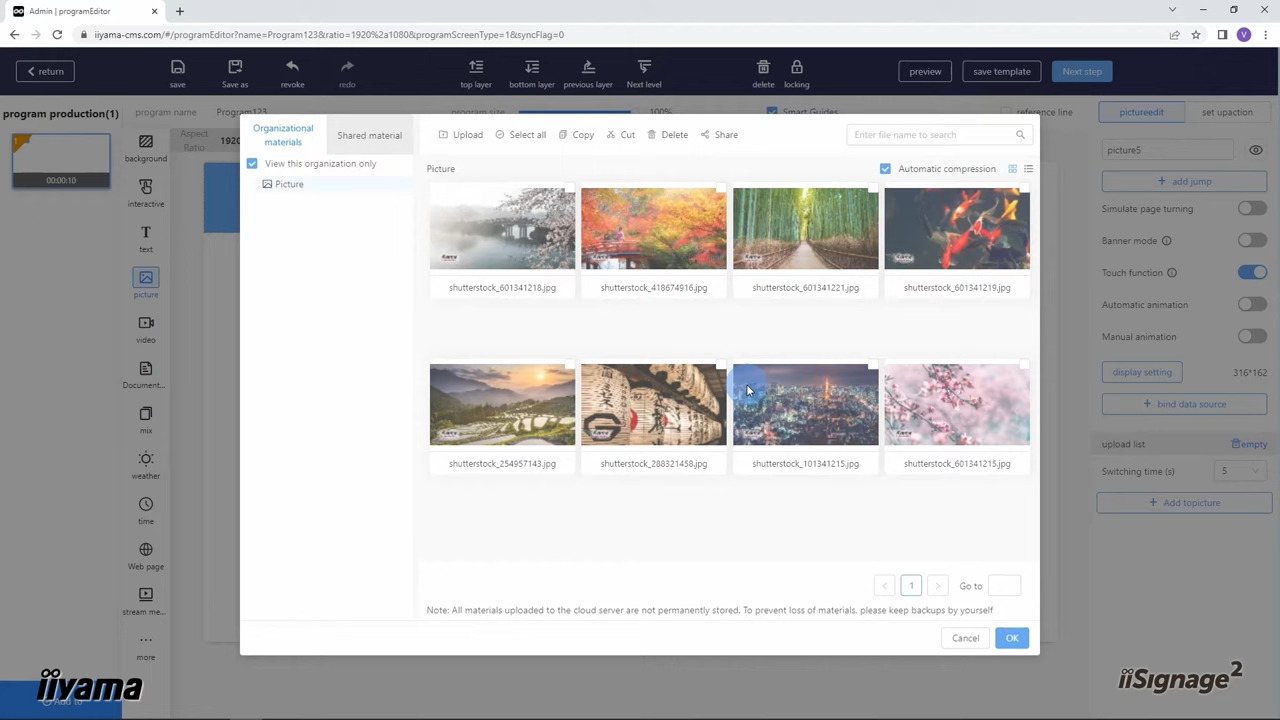 Admin | programEditor
iiyama-cms.com/#/programEditor?name=Program123&ratio=1920%2a1080&programScreenType=1&syncFlag=0
V
return
save
Save as
revoke
redo
top layer
bottom layer
previous layer
Next level
delete
locking
preview
save template
Next step
program production(1)
program name
Program123
program size
100%
Smart Guides
reference line
pictureedit
set upaction
Aspect
Ratio
1920
00:00:10
background
interactive
text
picture
video
Document...
mix
weather
time
Web page
stream me...
more
Add to
Organizational
materials
Shared material
View this organization only
Picture
Upload
Select all
Copy
Cut
Delete
Share
Enter file name to search
Picture
Automatic compression
shutterstock_601341218.jpg
shutterstock_418674916.jpg
shutterstock_601341221.jpg
shutterstock_601341219.jpg
shutterstock_254957143.jpg
shutterstock_288321458.jpg
shutterstock_101341215.jpg
shutterstock_601341215.jpg
1
Go to
Note: All materials uploaded to the cloud server are not permanently stored. To prevent loss of materials, please keep backups by yourself
Cancel
OK
picture5
add jump
Simulate page turning
Banner mode
Touch function
Automatic animation
Manual animation
display setting
316*162
bind data source
upload list
empty
Switching time (s)
5
Add topicture
iiyama
iiSignage²